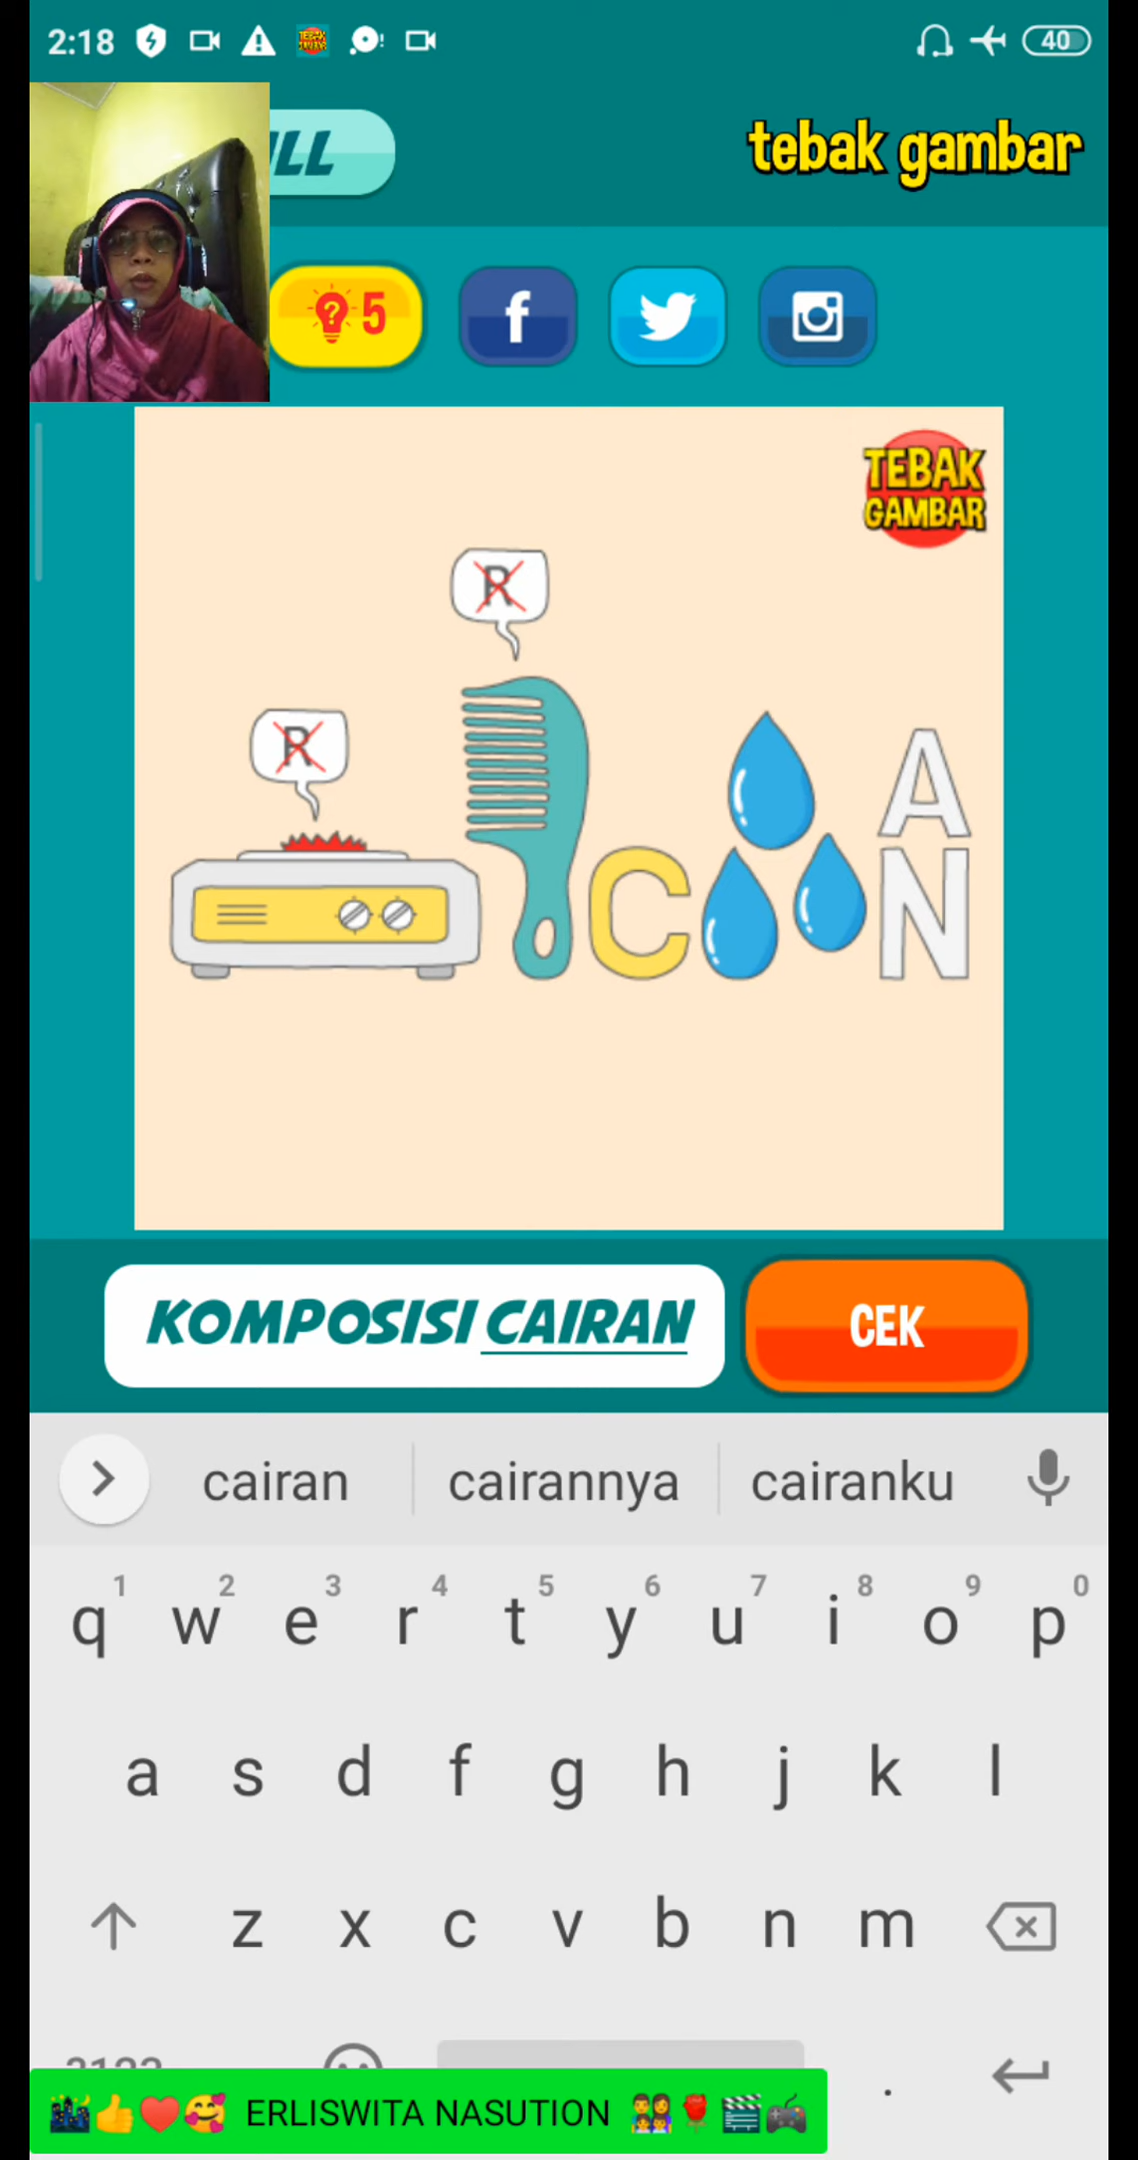 2:18
40
ILL
tebak gambar
? 5
f
TEBAK
GAMBAR
R
R
C
A
N
KOMPOSISI CAIRAN
CEK
cairan cairannya cairanku
1 2 3 4 5 6 7 8 9 0
q w e r t y u i o p
a s d f g h j k l
z x c v b n m
.
ERLISWITA NASUTION